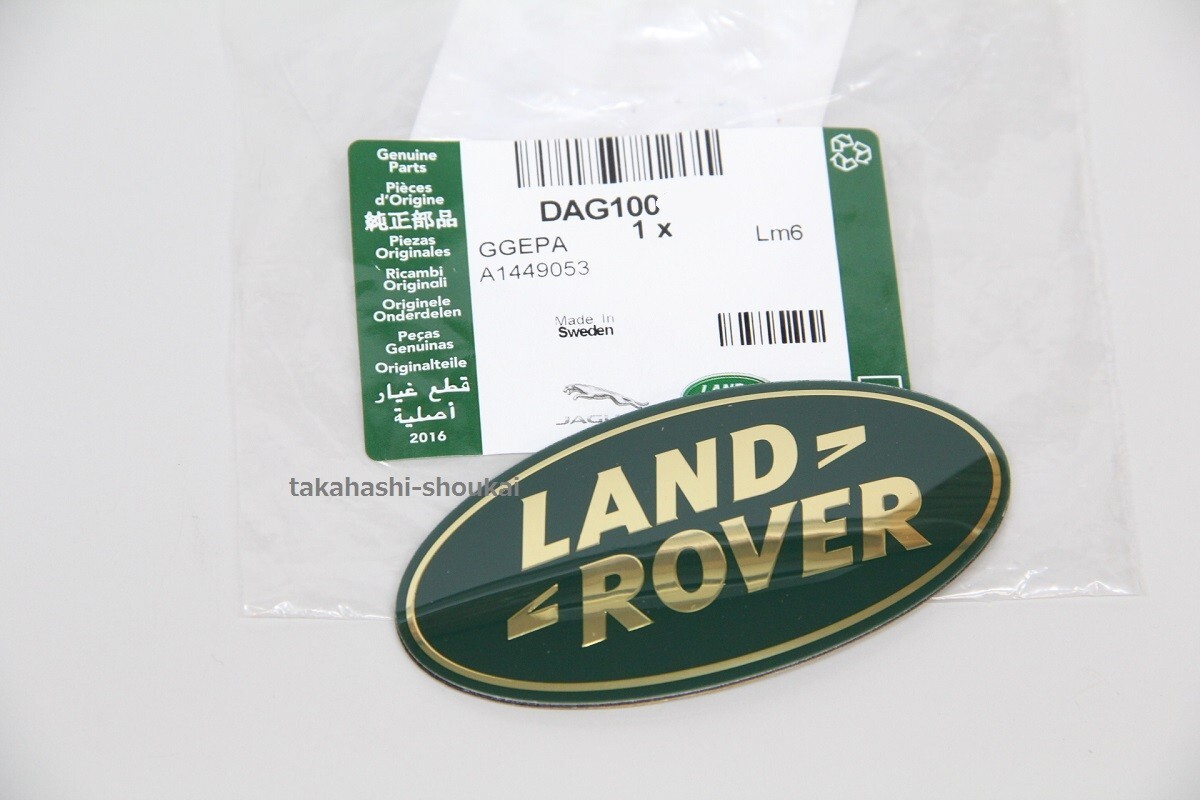 Genuine
Parts
Pièces
d'Origine
純正部品
Piezas
Originales
Ricambi
Originali
Originele
Onderdelen
Peças
Genuinas
Originalteile
قطع غيار
أصلية
2016
DAG100
1 x
GGEPA
A1449053
Lm6
Made In
Sweden
LAND
takahashi-shoukai
LAND
ROVER